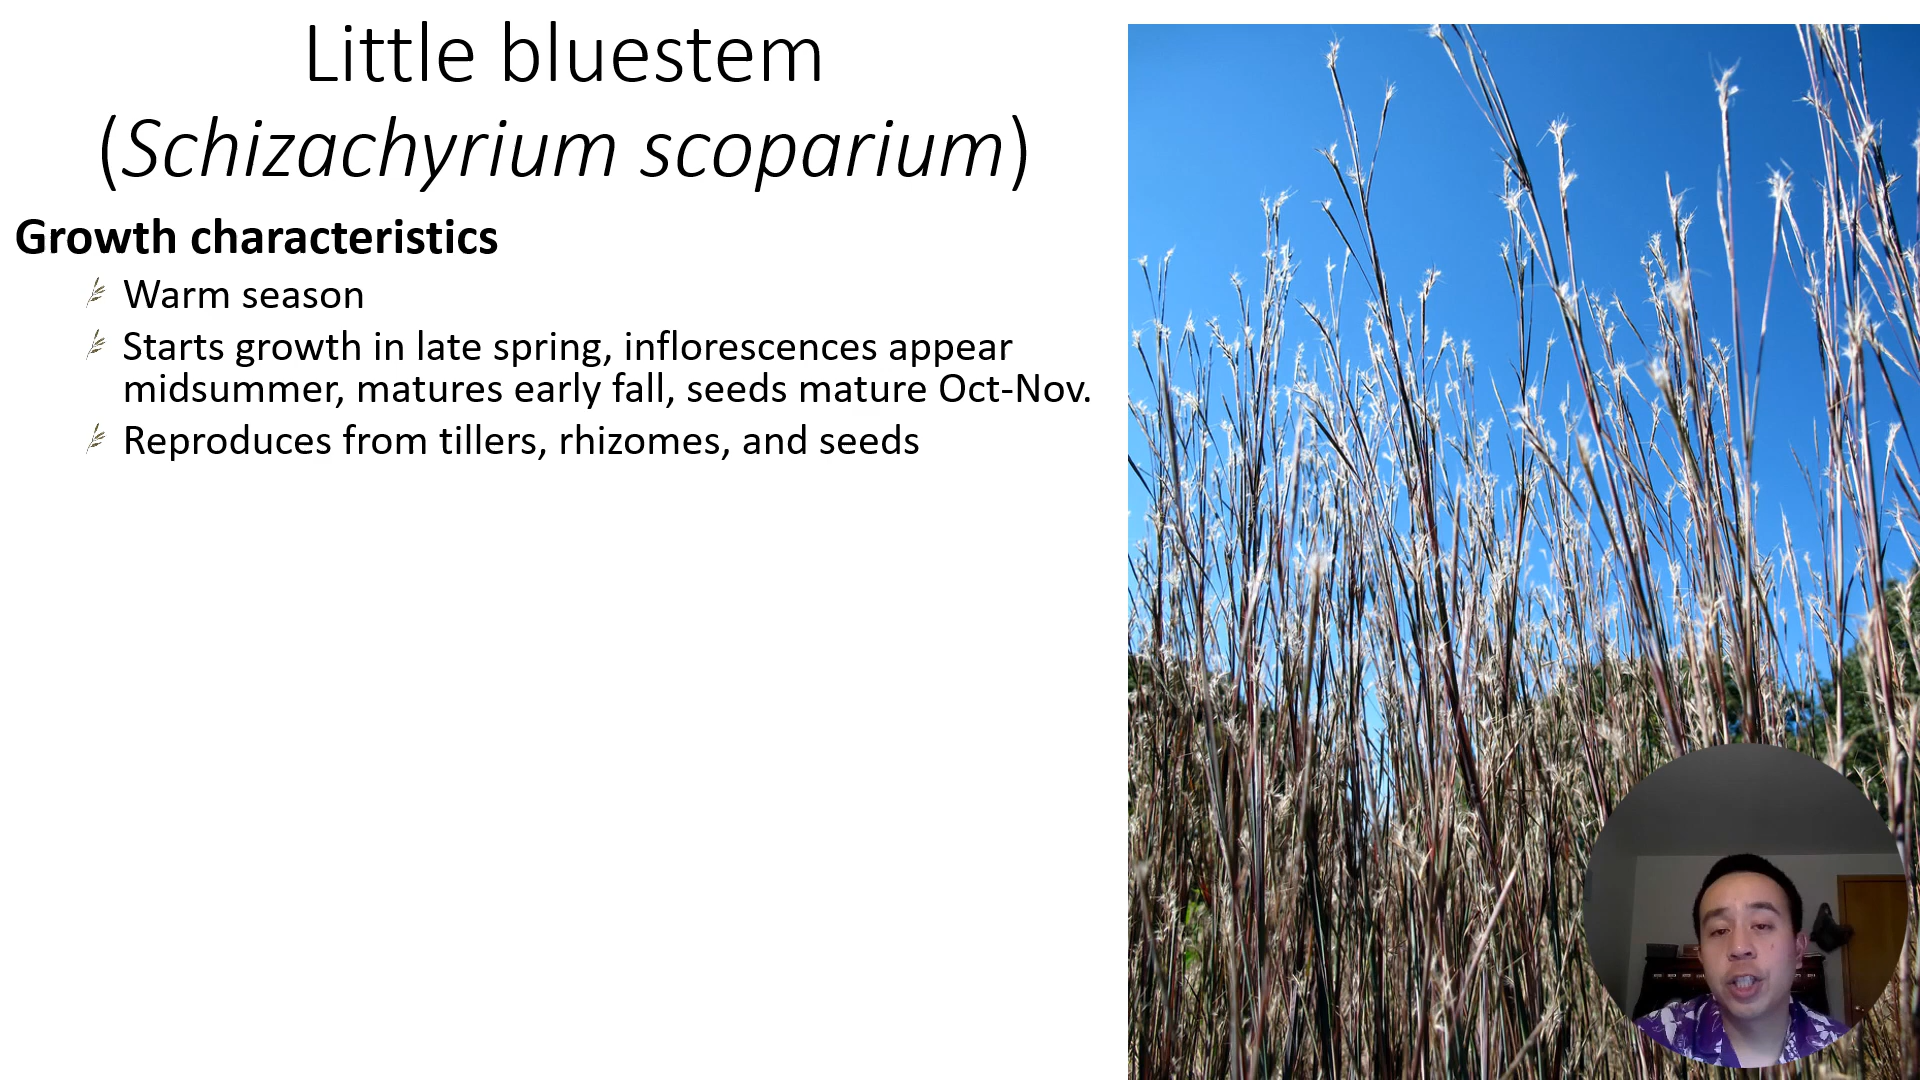 Little bluestem
(Schizachyrium scoparium)
Growth characteristics
Warm season
Starts growth in late spring, inflorescences appear
midsummer, matures early fall, seeds mature Oct-Nov.
Reproduces from tillers, rhizomes, and seeds